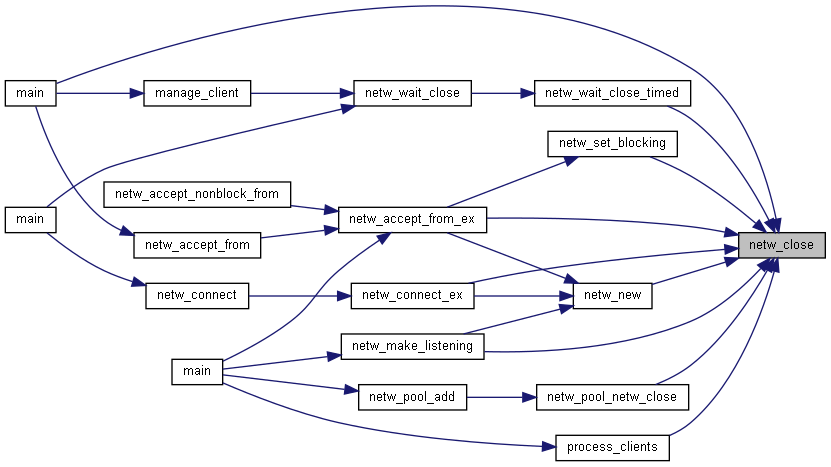 main
manage_client
netw_wait_close
netw_wait_close_timed
netw_set_blocking
netw_accept_nonblock_from
main
netw_accept_from_ex
netw_accept_from
netw_close
netw_connect
netw_connect_ex
netw_new
netw_make_listening
main
netw_pool_add
netw_pool_netw_close
process_clients